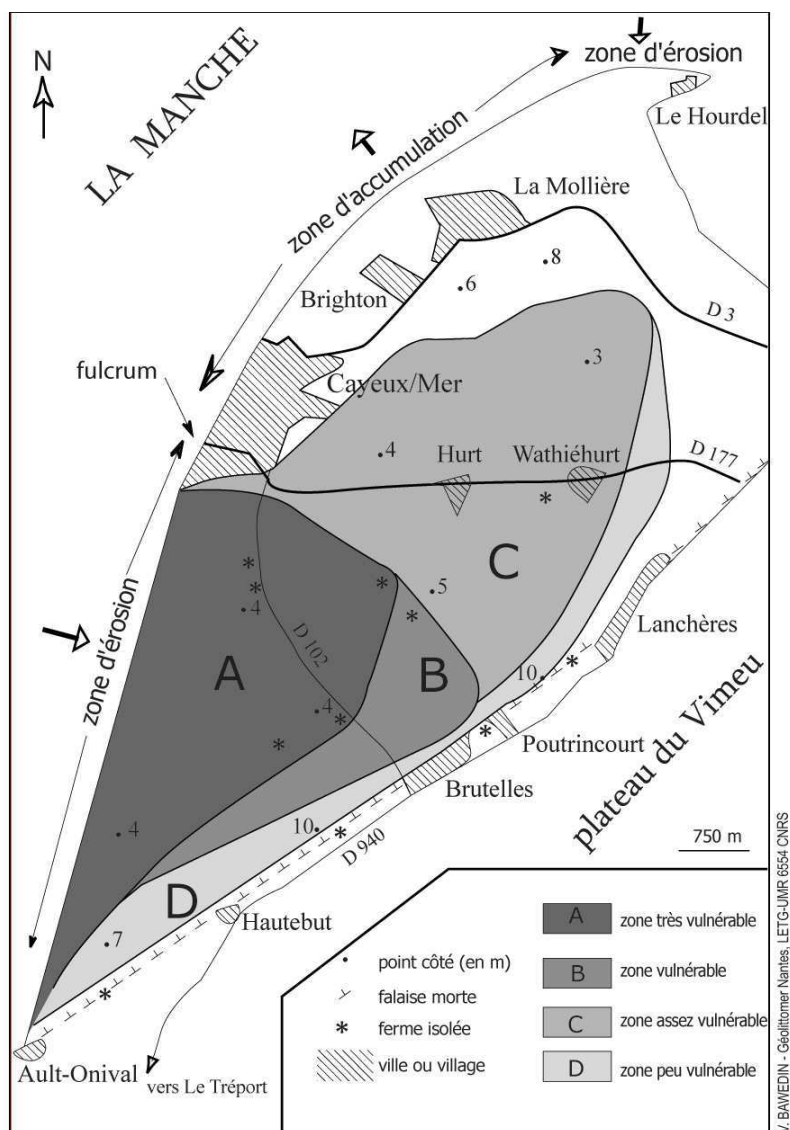 zone d'érosion
N
LA MANCHE
Le Hourdel
zone d'accumulation
La Mollière
8
6
Brighton
D 3
fulcrum
3
Cayeux/Mer
4
Hurt
Wathiéhurt
D 177
C
5
4
Lanchères
zone d'érosion
D 102
A
B
10
4
Poutrincourt
plateau du Vimeu
Brutelles
4
10
D 940
750 m
D
Hautebut
7
Ault-Onival
vers Le Tréport
point côté (en m)
falaise morte
ferme isolée
ville ou village
A zone très vulnérable
B zone vulnérable
C zone assez vulnérable
D zone peu vulnérable
V. BAWEDIN - Géolittomer Nantes, LETG-UMR 6554 CNRS